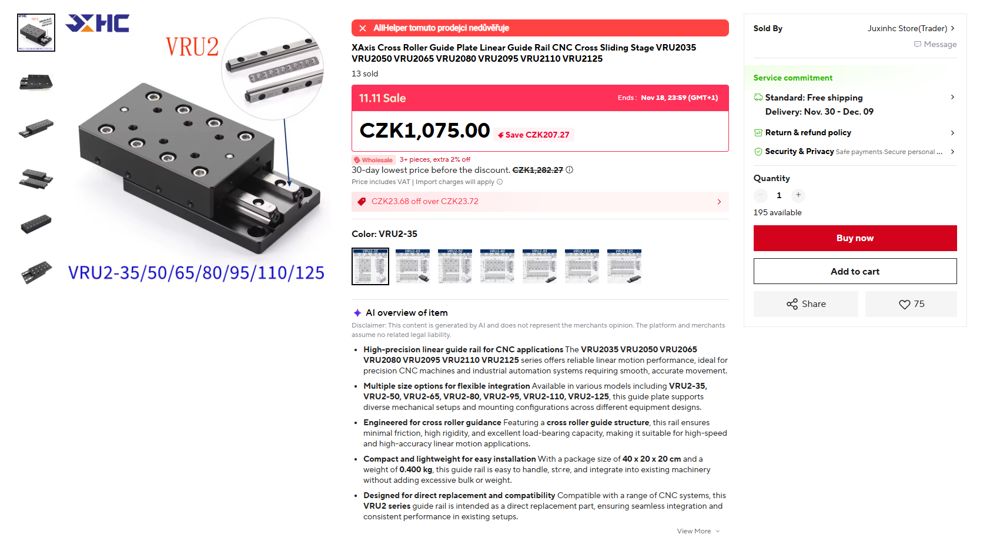 XHC
VRU2
VRU2-35/50/65/80/95/110/125
AliHelper tomuto prodejci nedůvěřuje
XAxis Cross Roller Guide Plate Linear Guide Rail CNC Cross Sliding Stage VRU2035
VRU2050 VRU2065 VRU2080 VRU2095 VRU2110 VRU2125
13 sold
11.11 Sale
Ends: Nov 18, 23:59 (GMT+1)
CZK1,075.00 Save CZK207.27
Wholesale 3+ pieces, extra 2% off
30-day lowest price before the discount. CZK1,282.27
Price includes VAT | Import charges will apply
CZK23.68 off over CZK23.72
Color: VRU2-35
AI overview of item
Disclaimer: This content is generated by AI and does not represent the merchants opinion. The platform and merchants
assume no related legal liability.
• High-precision linear guide rail for CNC applications The VRU2035 VRU2050 VRU2065
VRU2080 VRU2095 VRU2110 VRU2125 series offers reliable linear motion performance, ideal for
precision CNC machines and industrial automation systems requiring smooth, accurate movement.
• Multiple size options for flexible integration Available in various models including VRU2-35,
VRU2-50, VRU2-65, VRU2-80, VRU2-95, VRU2-110, VRU2-125, this guide plate supports
diverse mechanical setups and mounting configurations across different equipment designs.
• Engineered for cross roller guidance Featuring a cross roller guide structure, this rail ensures
minimal friction, high rigidity, and excellent load-bearing capacity, making it suitable for high-speed
and high-accuracy linear motion applications.
• Compact and lightweight for easy installation With a package size of 40 x 20 x 20 cm and a
weight of 0.400 kg, this guide rail is easy to handle, store, and integrate into existing machinery
without adding excessive bulk or weight.
• Designed for direct replacement and compatibility Compatible with a range of CNC systems, this
VRU2 series guide rail is intended as a direct replacement part, ensuring seamless integration and
consistent performance in existing setups.
View More
Sold By
Juxinhc Store(Trader)
Message
Service commitment
Standard: Free shipping
Delivery: Nov. 30 - Dec. 09
Return & refund policy
Security & Privacy Safe payments·Secure personal ...
Quantity
1
195 available
Buy now
Add to cart
Share
75